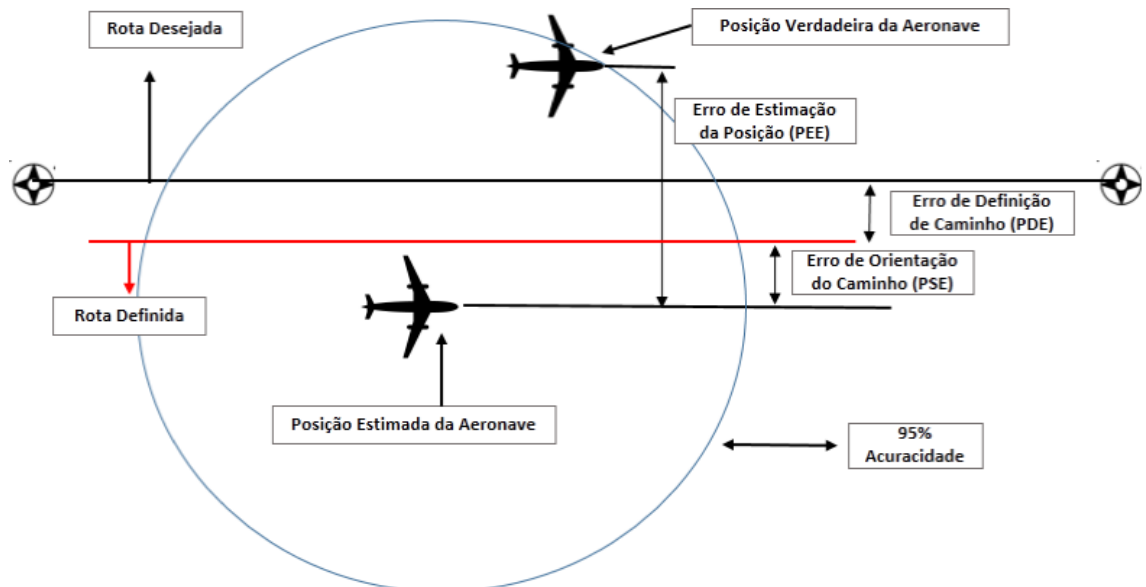 Rota Desejada
Posição Verdadeira da Aeronave
Erro de Estimação
da Posição (PEE)
Erro de Definição
de Caminho (PDE)
Erro de Orientação
do Caminho (PSE)
Rota Definida
Posição Estimada da Aeronave
95%
Acuracidade